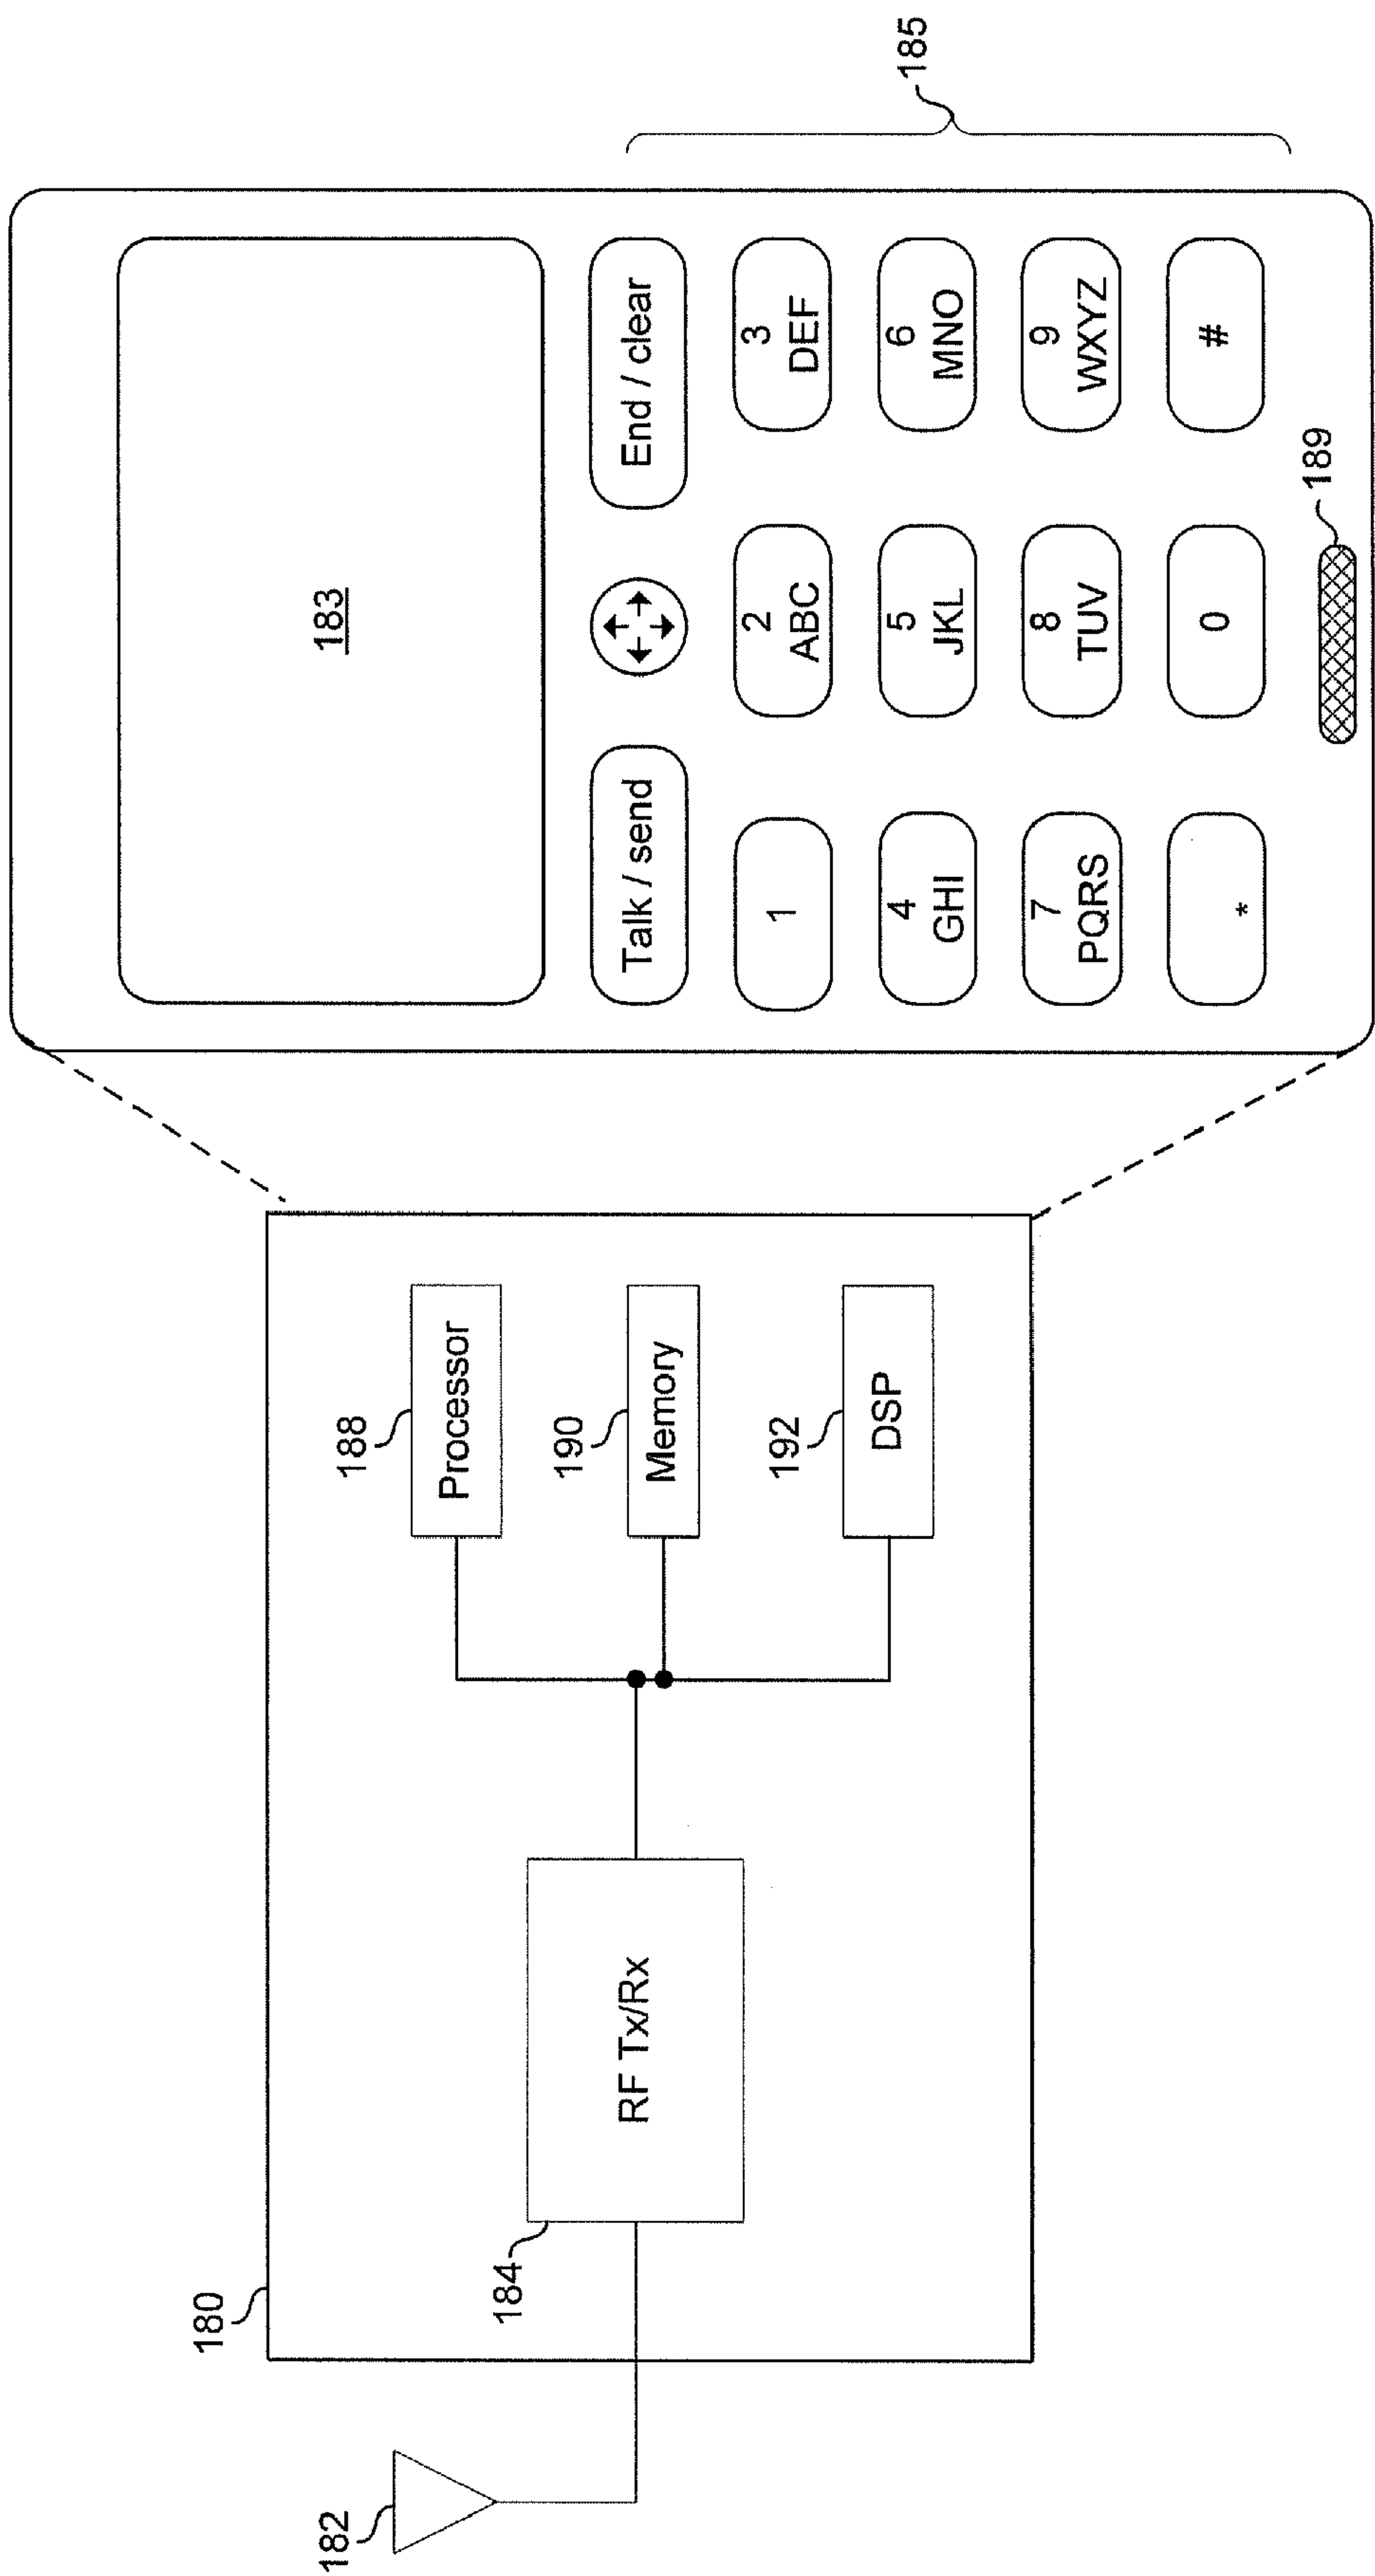 182
180
184
RF Tx/Rx
188
Processor
190
Memory
192
DSP
183
Talk / send
End / clear
1
2
ABC
3
DEF
4
GHI
5
JKL
6
MNO
7
PQRS
8
TUV
9
WXYZ
*
0
#
185
189